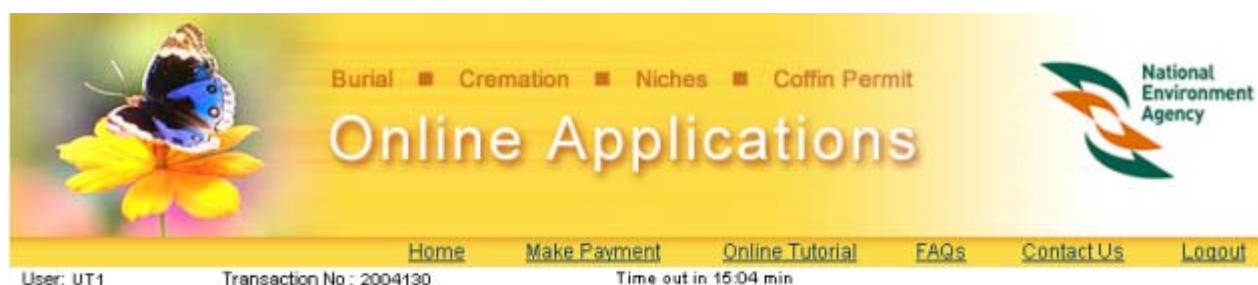 Burial ■ Cremation ■ Niches ■ Coffin Permit
Online Applications
National
Environment
Agency
Home Make Payment Online Tutorial FAQs Contact Us Logout
User: UT1 Transaction No : 2004130 Time out in 15:04 min